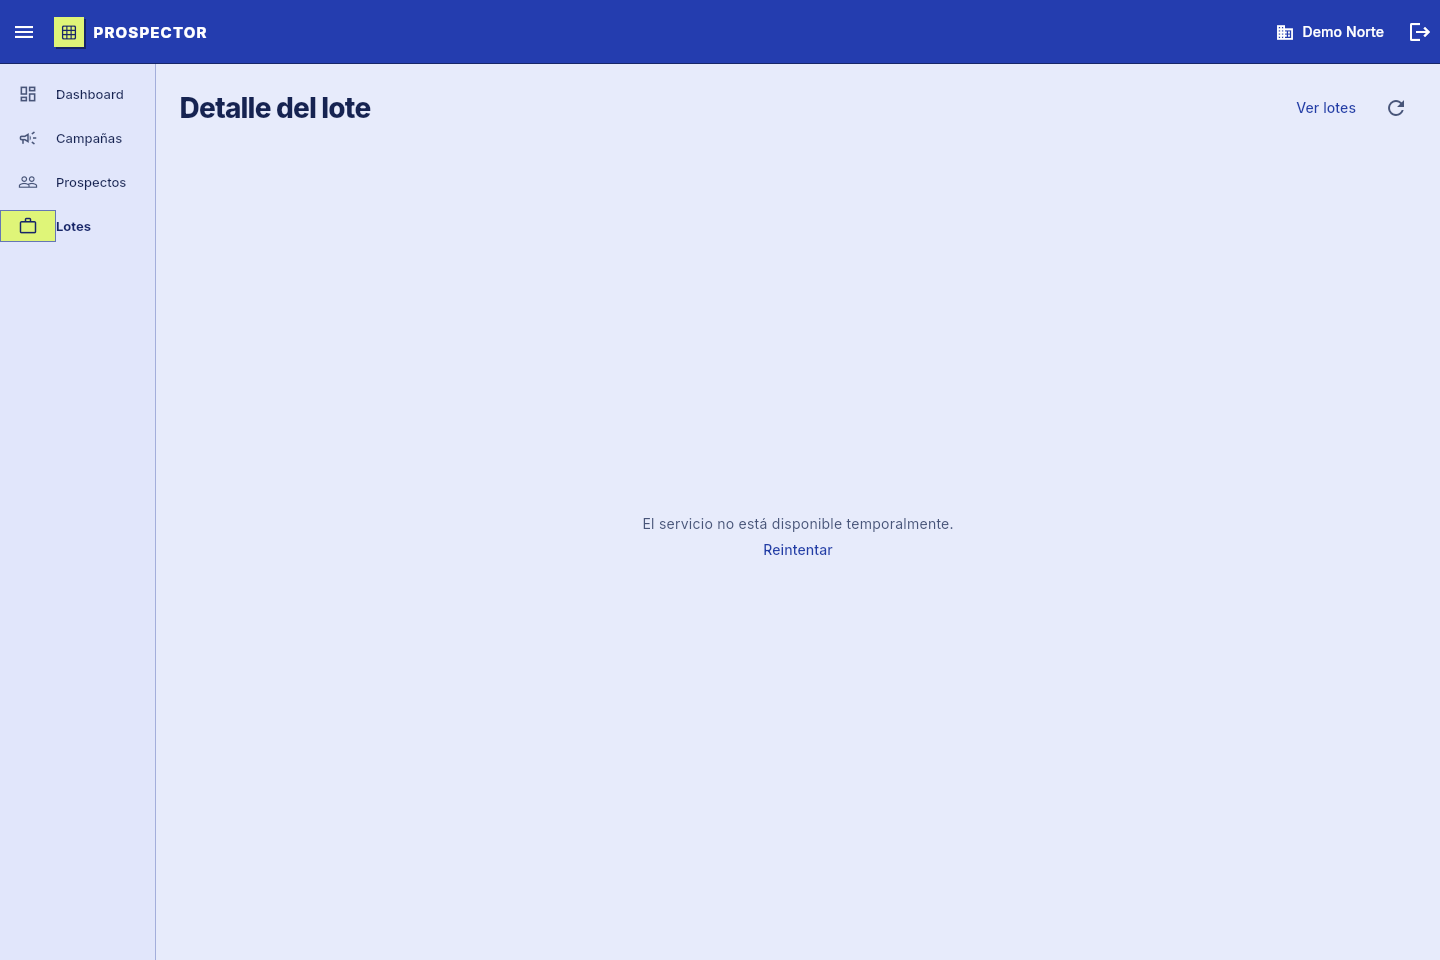 PROSPECTOR
Demo Norte
Dashboard
Campañas
Prospectos
Lotes
Detalle del lote
Ver lotes
El servicio no está disponible temporalmente.
Reintentar